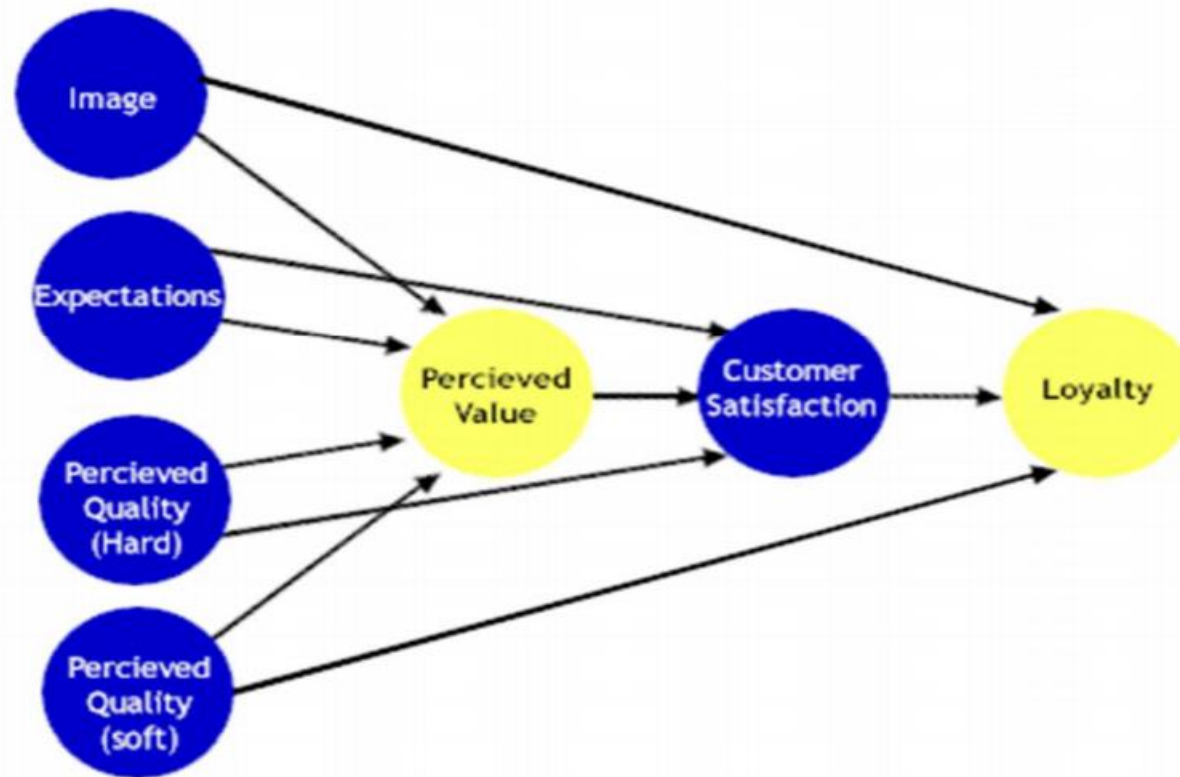 Image
Expectations
Percieved
Value
Customer
Satisfaction
Loyalty
Percieved
Quality
(Hard)
Percieved
Quality
(soft)